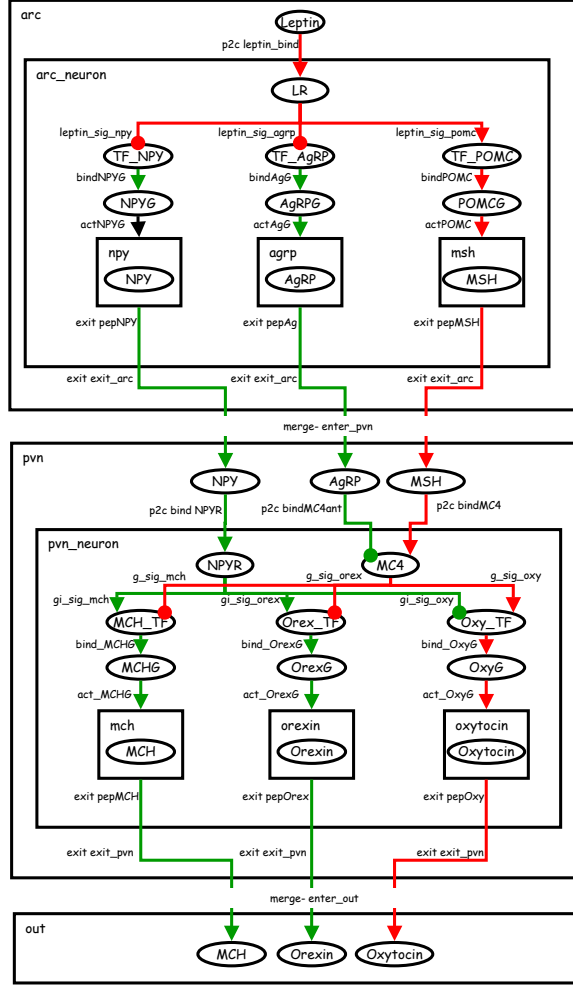 arc
Leptin
p2c leptin_bind
arc_neuron
LR
leptin_sig_npy leptin_sig_agrp leptin_sig_pomc
TF_NPY TF_AgRP TF_POMC
bindNPYG bindAgG bindPOMC
NPYG AgRPG POMCG
actNPYG actAgG actPOMC
npy agrp msh
NPY AgRP MSH
exit pepNPY exit pepAg exit pepMSH
exit exit_arc exit exit_arc exit exit_arc
merge- enter_pvn
pvn
NPY AgRP MSH
p2c bind NPYR p2c bindMC4ant p2c bindMC4
pvn_neuron
NPYR MC4
g_sig_mch g_sig_orex g_sig_oxy
gi_sig_mch gi_sig_orex gi_sig_oxy
MCH_TF Orex_TF Oxy_TF
bind_MCHG bind_OrexG bind_OxyG
MCHG OrexG OxyG
act_MCHG act_OrexG act_OxyG
mch orexin oxytocin
MCH Orexin Oxytocin
exit pepMCH exit pepOrex exit pepOxy
exit exit_pvn exit exit_pvn exit exit_pvn
merge- enter_out
out
MCH Orexin Oxytocin